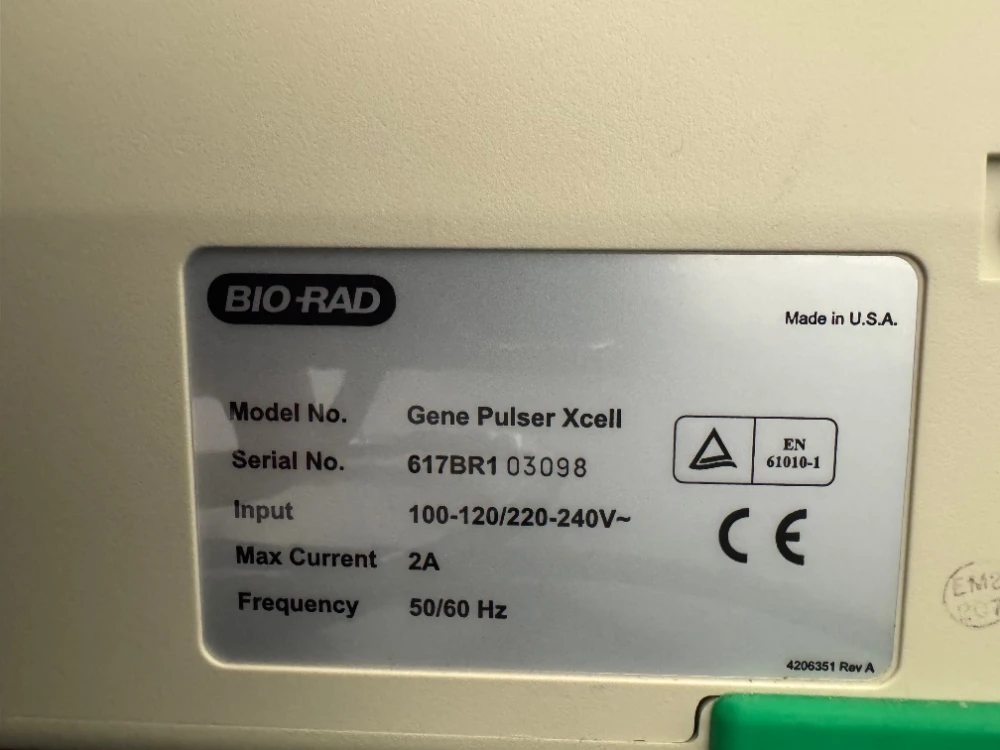 BIO-RAD
Made in U.S.A.
Model No. Gene Pulser Xcell
Serial No. 617BR1 03098
EN
61010-1
Input 100-120/220-240V~
CE
Max Current 2A
Frequency 50/60 Hz
4206351 Rev A